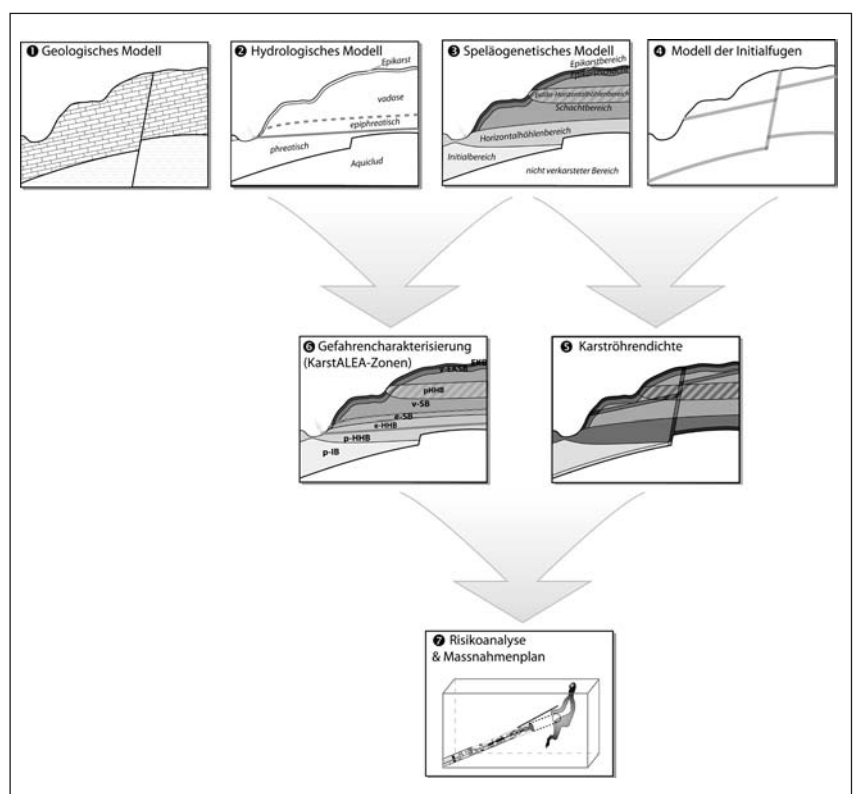 ❶ Geologisches Modell
❷ Hydrologisches Modell
Epikarst
vadose
epiphreatisch
phreatisch
Aquiclud
❸ Speläogenetisches Modell
Epikarstbereich
Schachtbereich
Horizontalhöhlenbereich
Initialbereich
nicht verkarsteter Bereich
❹ Modell der Initialfugen
❻ Gefahrencharakterisierung
(KarstALEA-Zonen)
pHHB
v-SB
e-SB
e-HHB
p-HHB
p-IB
❺ Karströhrendichte
❼ Risikoanalyse
& Massnahmenplan